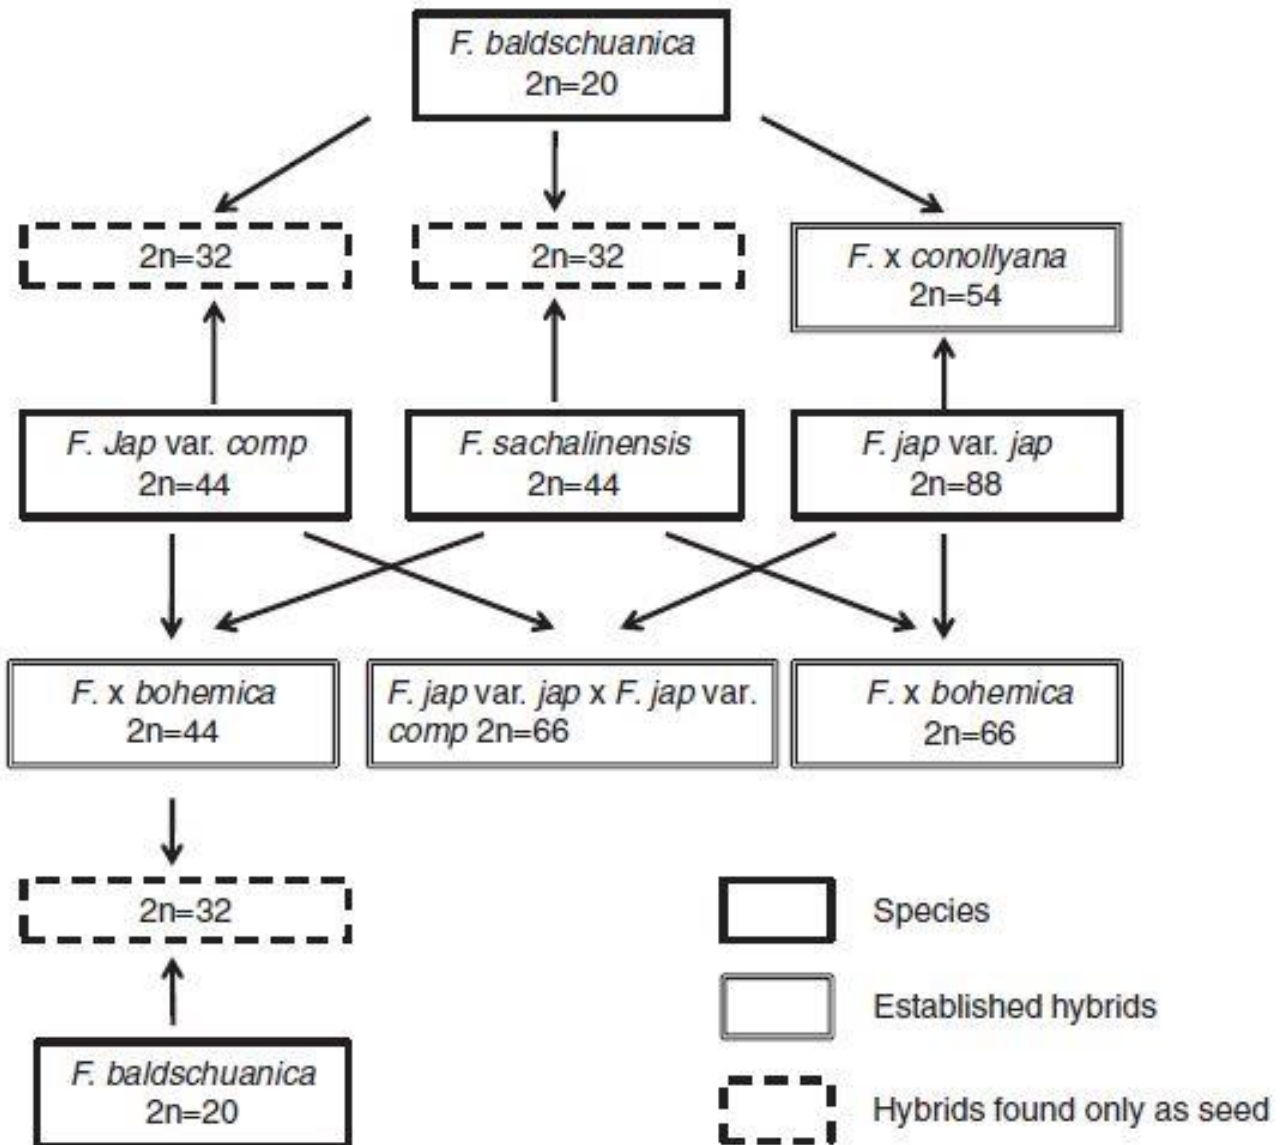 F. baldschuanica
2n=20
2n=32
2n=32
F. x conollyana
2n=54
F. Jap var. comp
2n=44
F. sachalinensis
2n=44
F. jap var. jap
2n=88
F. x bohemica
2n=44
F. jap var. jap x F. jap var.
comp 2n=66
F. x bohemica
2n=66
2n=32
F. baldschuanica
2n=20
Species
Established hybrids
Hybrids found only as seed